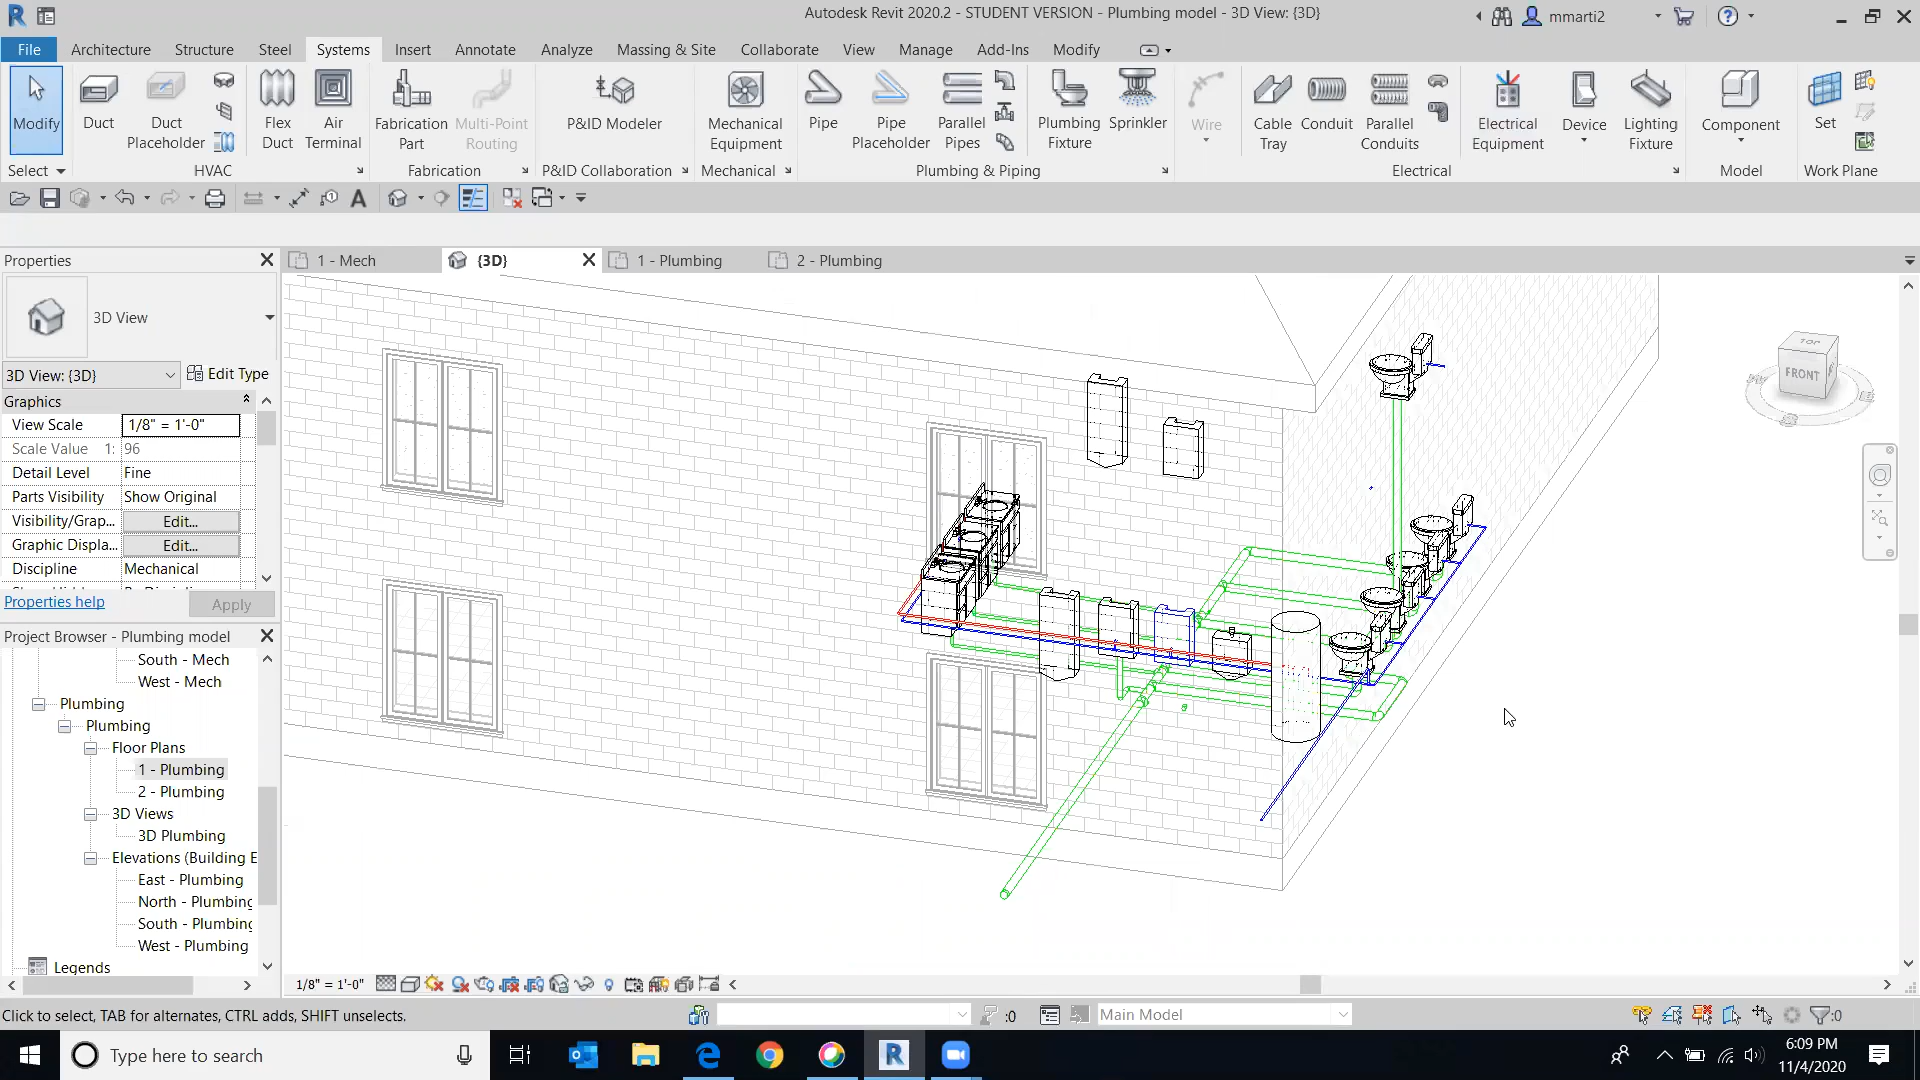 Autodesk Revit 2020.2 - STUDENT VERSION - Plumbing model - 3D View: {3D}
mmarti2
File
Architecture
Structure
Steel
Systems
Insert
Annotate
Analyze
Massing & Site
Collaborate
View
Manage
Add-Ins
Modify
Modify
Duct
Duct Placeholder
Flex Duct
Air Terminal
Fabrication Part
Multi-Point Routing
P&ID Modeler
Mechanical Equipment
Pipe
Pipe Placeholder
Parallel Pipes
Plumbing Fixture
Sprinkler
Wire
Cable Tray
Conduit
Parallel Conduits
Electrical Equipment
Device
Lighting Fixture
Component
Set
Select
HVAC
Fabrication
P&ID Collaboration
Mechanical
Plumbing & Piping
Electrical
Model
Work Plane
Properties
1 - Mech
{3D}
1 - Plumbing
2 - Plumbing
3D View
3D View: {3D}
Edit Type
Graphics
View Scale
1/8" = 1'-0"
Scale Value 1:
96
Detail Level
Fine
Parts Visibility
Show Original
Visibility/Grap...
Edit...
Graphic Displa...
Edit...
Discipline
Mechanical
Properties help
Apply
TOP
FRONT
Project Browser - Plumbing model
South - Mech
West - Mech
Plumbing
Plumbing
Floor Plans
1 - Plumbing
2 - Plumbing
3D Views
3D Plumbing
Elevations (Building E
East - Plumbing
North - Plumbing
South - Plumbing
West - Plumbing
Legends
1/8" = 1'-0"
Click to select, TAB for alternates, CTRL adds, SHIFT unselects.
:0
Main Model
:0
Type here to search
6:09 PM
11/4/2020